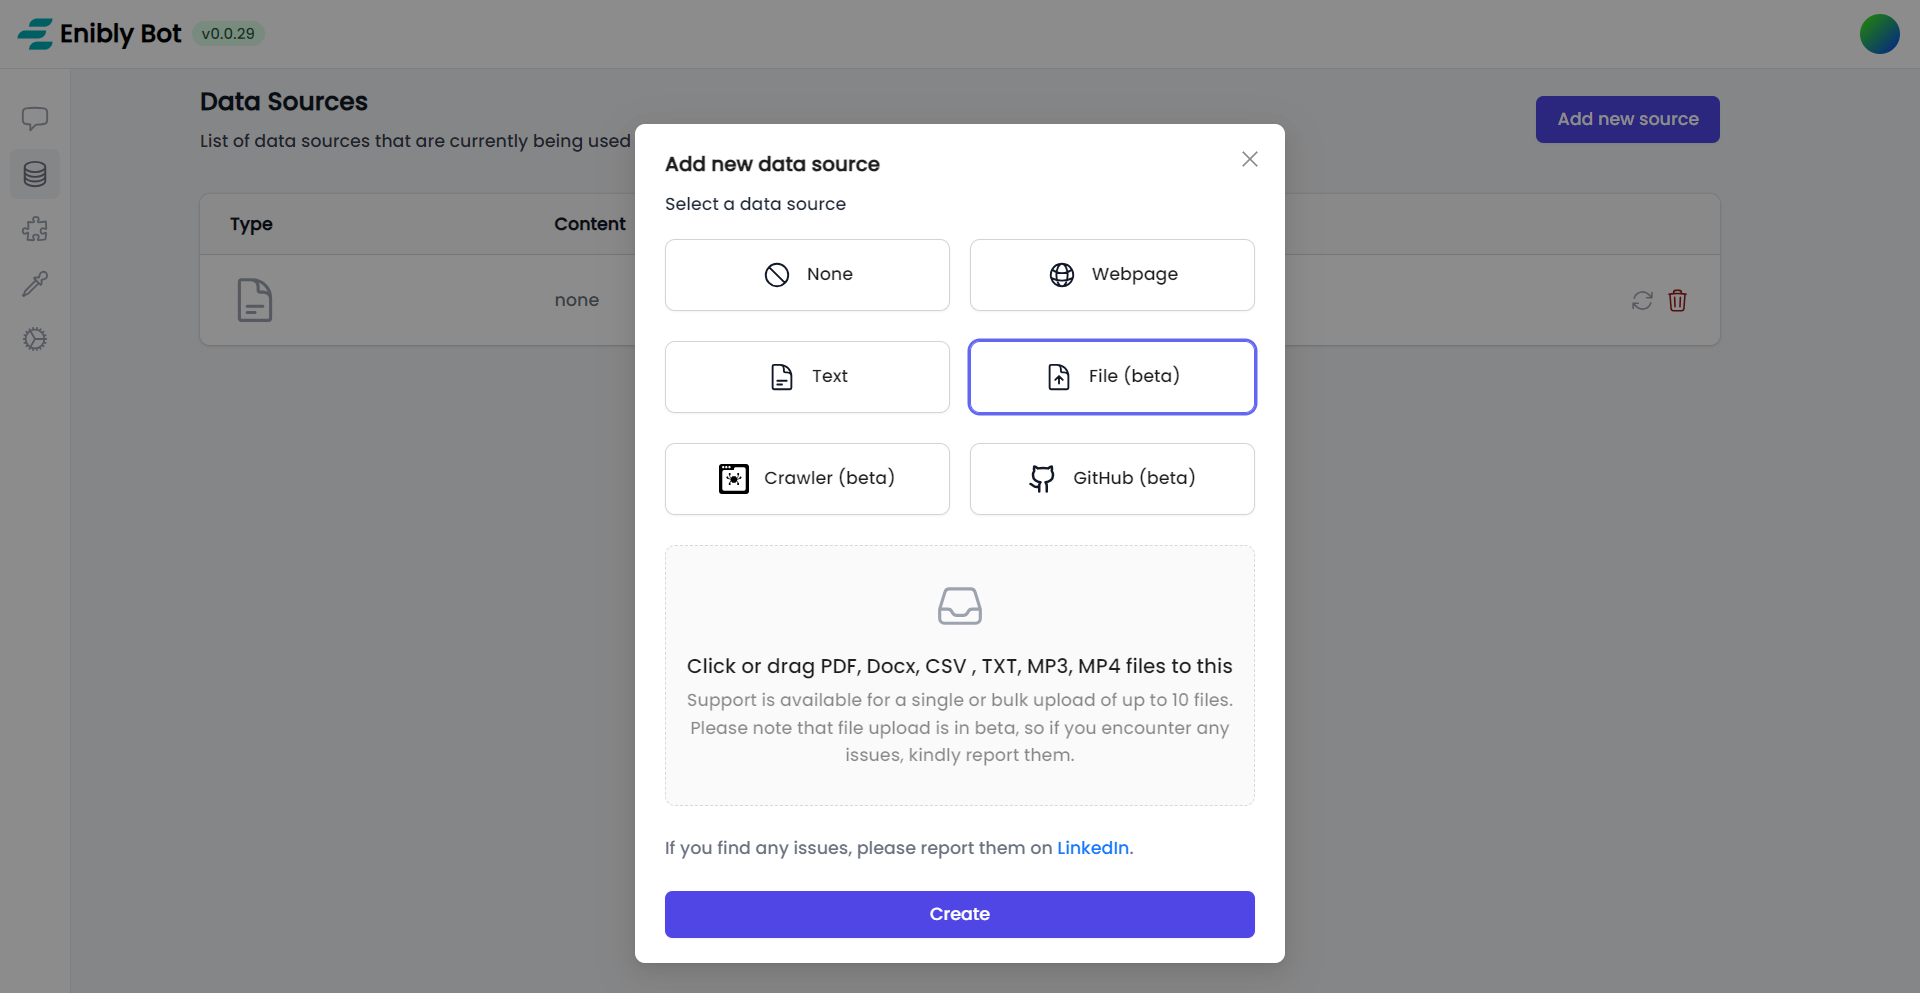 Enibly Bot v0.0.29
Data Sources
List of data sources that are currently being used
Add new source
Type Content
none
Add new data source
Select a data source
None
Webpage
Text
File (beta)
Crawler (beta)
GitHub (beta)
Click or drag PDF, Docx, CSV , TXT, MP3, MP4 files to this
Support is available for a single or bulk upload of up to 10 files.
Please note that file upload is in beta, so if you encounter any
issues, kindly report them.
If you find any issues, please report them on LinkedIn.
Create